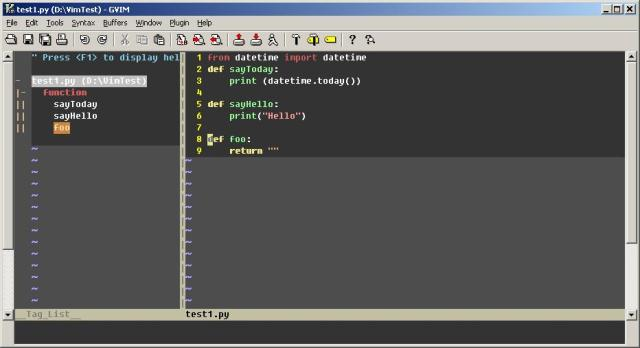 test1.py (D:\VimTest) - GVIM
File Edit Tools Syntax Buffers Window Plugin Help
" Press <F1> to display hel
test1.py (D:\VimTest)
function
sayToday
sayHello
foo
1 from datetime import datetime
2 def sayToday:
3 print (datetime.today())
4
5 def sayHello:
6 print("Hello")
7
8 def foo:
9 return ""
__Tag_List__
test1.py